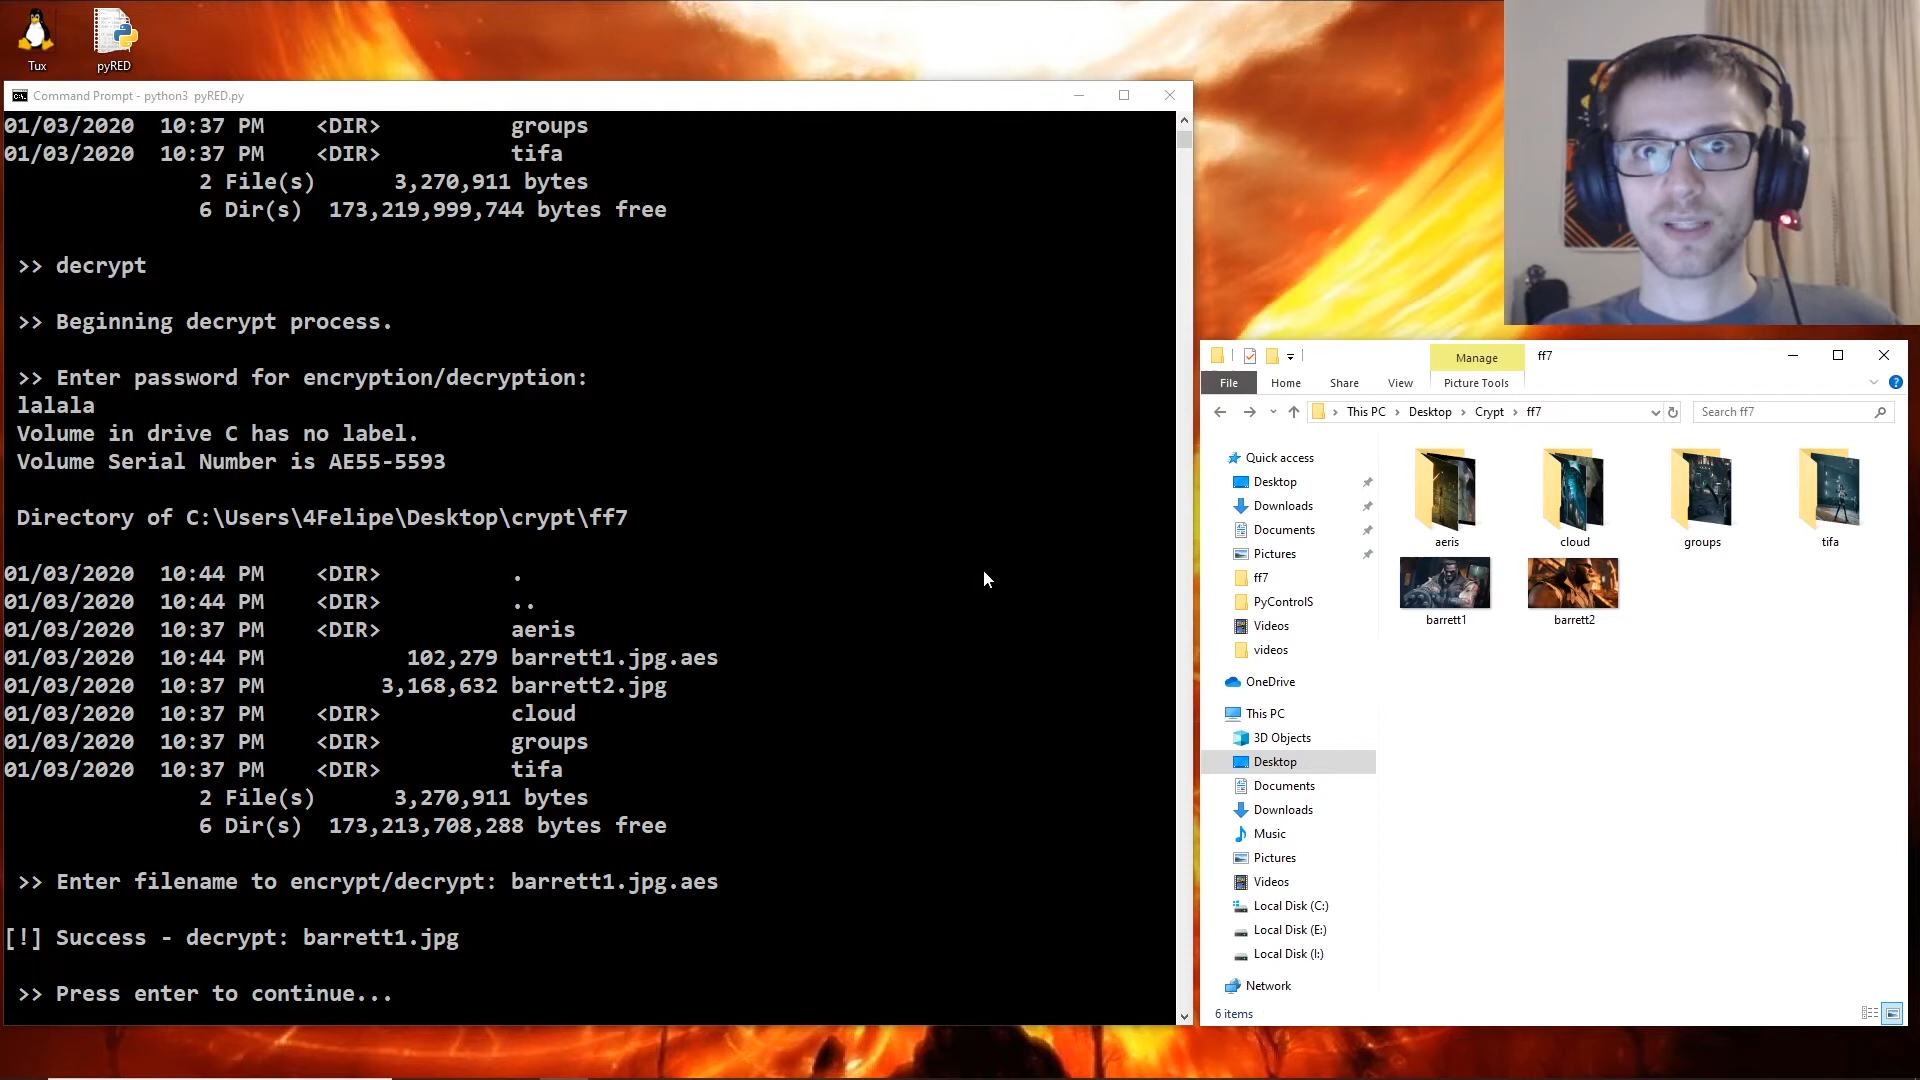 Tux
pyRED
Command Prompt - python3  pyRED.py
01/03/2020  10:37 PM    <DIR>          groups
01/03/2020  10:37 PM    <DIR>          tifa
2 File(s)      3,270,911 bytes
6 Dir(s)  173,219,999,744 bytes free
>> decrypt
>> Beginning decrypt process.
>> Enter password for encryption/decryption:
lalala
Volume in drive C has no label.
Volume Serial Number is AE55-5593
Directory of C:\Users\4Felipe\Desktop\crypt\ff7
01/03/2020  10:44 PM    <DIR>          .
01/03/2020  10:44 PM    <DIR>          ..
01/03/2020  10:37 PM    <DIR>          aeris
01/03/2020  10:44 PM           102,279 barrett1.jpg.aes
01/03/2020  10:37 PM         3,168,632 barrett2.jpg
01/03/2020  10:37 PM    <DIR>          cloud
01/03/2020  10:37 PM    <DIR>          groups
01/03/2020  10:37 PM    <DIR>          tifa
2 File(s)      3,270,911 bytes
6 Dir(s)  173,213,708,288 bytes free
>> Enter filename to encrypt/decrypt: barrett1.jpg.aes
[!] Success - decrypt: barrett1.jpg
>> Press enter to continue...
Manage
ff7
File
Home
Share
View
Picture Tools
This PC > Desktop > Crypt > ff7
Search ff7
Quick access
Desktop
Downloads
Documents
Pictures
ff7
PyControlS
Videos
videos
OneDrive
This PC
3D Objects
Desktop
Documents
Downloads
Music
Pictures
Videos
Local Disk (C:)
Local Disk (E:)
Local Disk (I:)
Network
aeris
cloud
groups
tifa
barrett1
barrett2
6 items